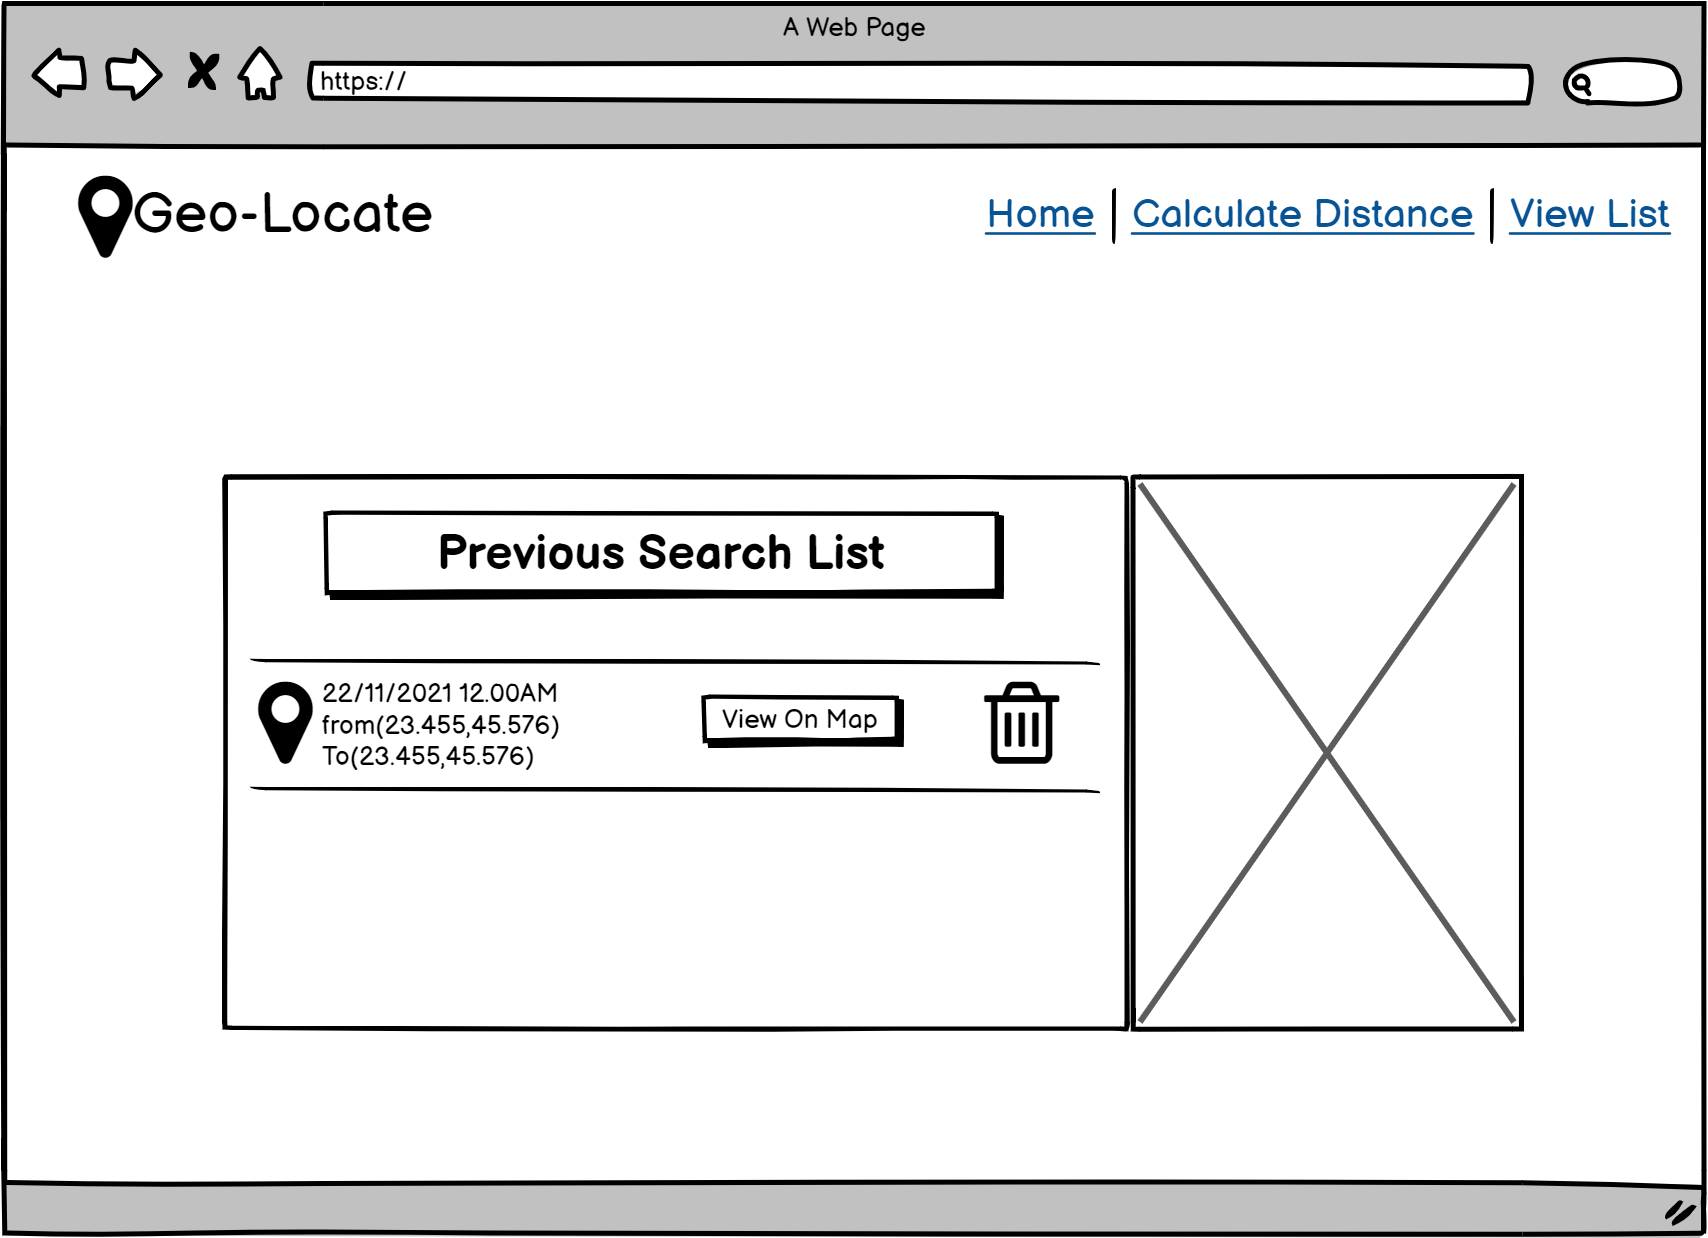 A Web Page
https://
Geo-Locate
Home | Calculate Distance | View List
Previous Search List
22/11/2021 12.00AM
from(23.455,45.576)
To(23.455,45.576)
View On Map